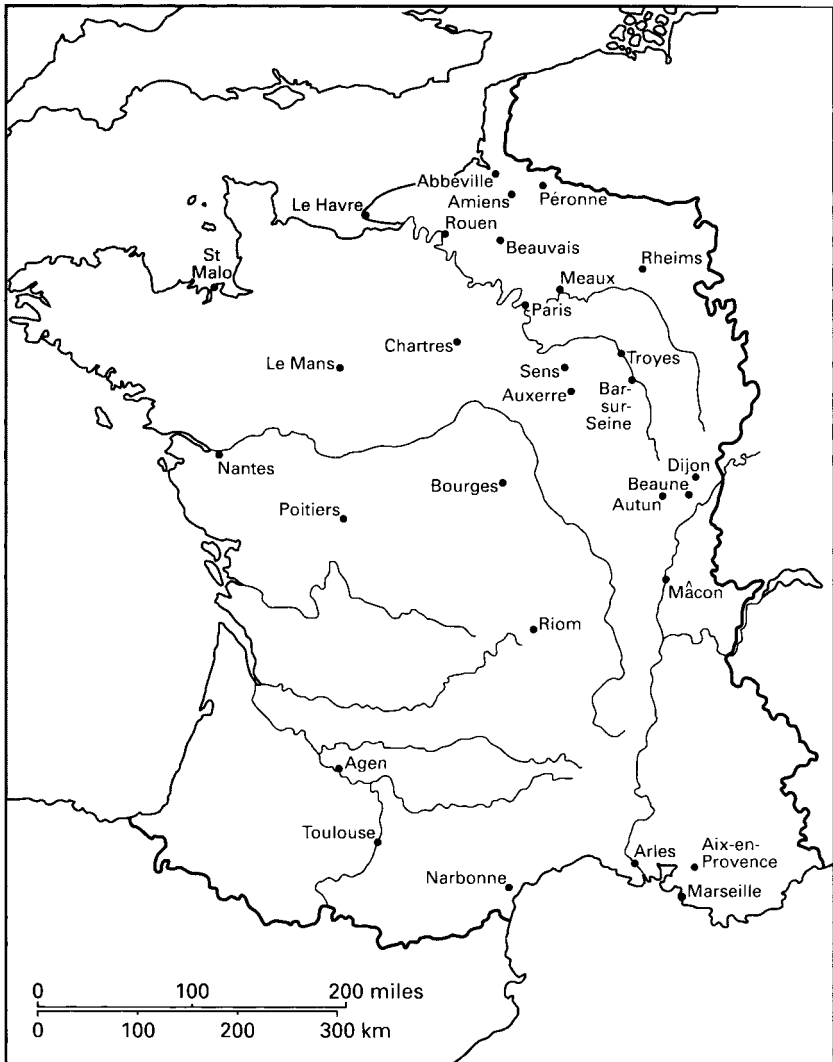 Abbéville
Amiens
Péronne
Le Havre
Rouen
Beauvais
Rheims
St
Malo
Meaux
Paris
Chartres
Le Mans
Troyes
Sens
Auxerre
Bar-
sur-
Seine
Nantes
Dijon
Bourges
Beaune
Autun
Poitiers
Mâcon
Riom
Agen
Toulouse
Arles
Aix-en-
Provence
Narbonne
Marseille
0 100 200 miles
0 100 200 300 km